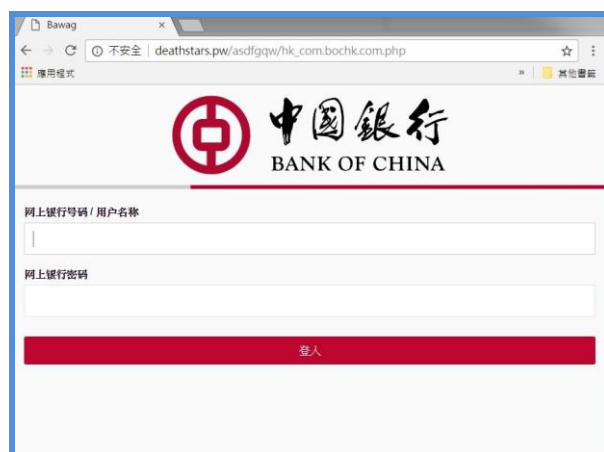 Bawag
不安全 | deathstars.pw/asdfgqw/hk_com.bochk.com.php
應用程式 » 其他書籤
中國銀行
BANK OF CHINA
网上银行号码 / 用户名称
网上银行密码
登入